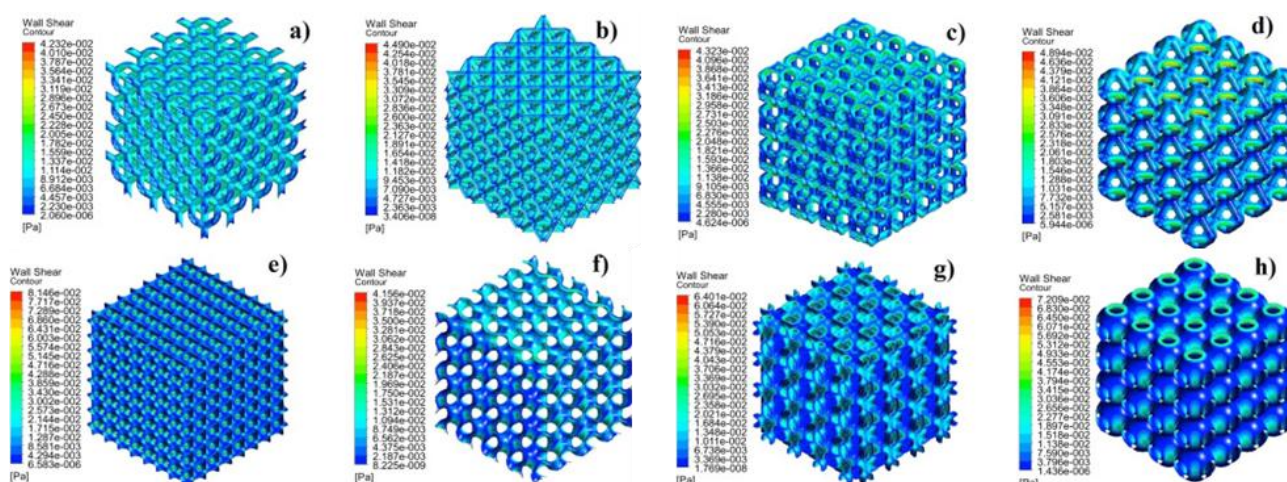 Wall Shear
Contour
4.232e-002
4.010e-002
3.787e-002
3.564e-002
3.341e-002
3.119e-002
2.896e-002
2.673e-002
2.450e-002
2.228e-002
2.005e-002
1.782e-002
1.559e-002
1.337e-002
1.114e-002
8.912e-003
6.684e-003
4.457e-003
2.230e-003
2.060e-006
[Pa]
a)
Wall Shear
Contour
4.490e-002
4.254e-002
4.018e-002
3.781e-002
3.545e-002
3.309e-002
3.072e-002
2.836e-002
2.600e-002
2.363e-002
2.127e-002
1.891e-002
1.654e-002
1.418e-002
1.182e-002
9.453e-003
7.090e-003
4.727e-003
2.363e-003
3.406e-008
[Pa]
b)
Wall Shear
Contour
4.323e-002
4.096e-002
3.868e-002
3.641e-002
3.413e-002
3.186e-002
2.958e-002
2.731e-002
2.503e-002
2.276e-002
2.048e-002
1.821e-002
1.593e-002
1.366e-002
1.138e-002
9.105e-003
6.830e-003
4.555e-003
2.280e-003
4.624e-006
[Pa]
c)
Wall Shear
Contour
4.894e-002
4.636e-002
4.379e-002
4.121e-002
3.864e-002
3.606e-002
3.348e-002
3.091e-002
2.833e-002
2.576e-002
2.318e-002
2.061e-002
1.803e-002
1.546e-002
1.288e-002
1.031e-002
7.732e-003
5.157e-003
2.581e-003
5.944e-006
[Pa]
d)
Wall Shear
Contour
8.146e-002
7.717e-002
7.289e-002
6.860e-002
6.431e-002
6.003e-002
5.574e-002
5.145e-002
4.716e-002
4.288e-002
3.859e-002
3.430e-002
3.002e-002
2.573e-002
2.144e-002
1.715e-002
1.287e-002
8.581e-003
4.294e-003
6.583e-006
[Pa]
e)
Wall Shear
Contour
4.156e-002
3.937e-002
3.718e-002
3.500e-002
3.281e-002
3.062e-002
2.843e-002
2.625e-002
2.406e-002
2.187e-002
1.969e-002
1.750e-002
1.531e-002
1.312e-002
1.094e-002
8.749e-003
6.562e-003
4.375e-003
2.187e-003
8.225e-009
[Pa]
f)
Wall Shear
Contour
6.401e-002
6.064e-002
5.727e-002
5.390e-002
5.053e-002
4.716e-002
4.379e-002
4.043e-002
3.706e-002
3.369e-002
3.032e-002
2.695e-002
2.358e-002
2.021e-002
1.684e-002
1.348e-002
1.011e-002
6.738e-003
3.369e-003
1.769e-008
[Pa]
g)
Wall Shear
Contour
7.209e-002
6.830e-002
6.450e-002
6.071e-002
5.692e-002
5.312e-002
4.933e-002
4.553e-002
4.174e-002
3.794e-002
3.415e-002
3.036e-002
2.656e-002
2.277e-002
1.897e-002
1.518e-002
1.138e-002
7.590e-003
3.796e-003
1.436e-006
[Pa]
h)